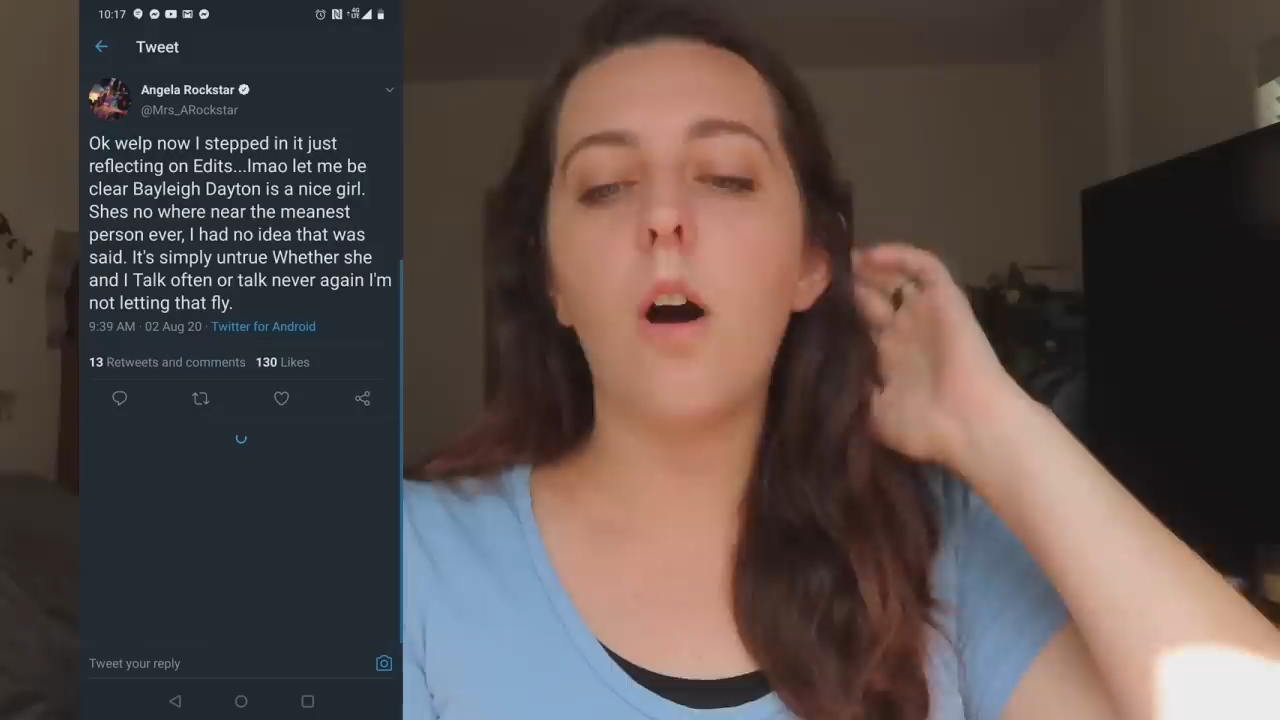 10:17
Tweet
Angela Rockstar
@Mrs_ARockstar
Ok welp now I stepped in it just
reflecting on Edits...lmao let me be
clear Bayleigh Dayton is a nice girl.
Shes no where near the meanest
person ever, I had no idea that was
said. It's simply untrue Whether she
and I Talk often or talk never again I'm
not letting that fly.
9:39 AM · 02 Aug 20 · Twitter for Android
13 Retweets and comments 130 Likes
Tweet your reply